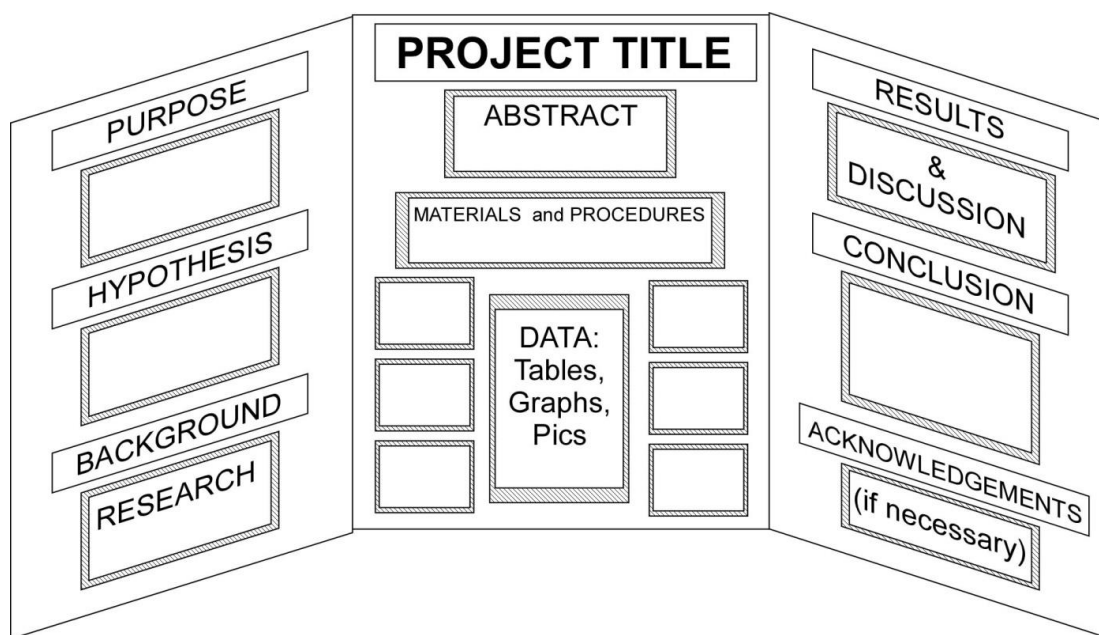 PURPOSE
HYPOTHESIS
BACKGROUND
RESEARCH
PROJECT TITLE
ABSTRACT
MATERIALS and PROCEDURES
DATA:
Tables,
Graphs,
Pics
RESULTS
&
DISCUSSION
CONCLUSION
ACKNOWLEDGEMENTS
(if necessary)